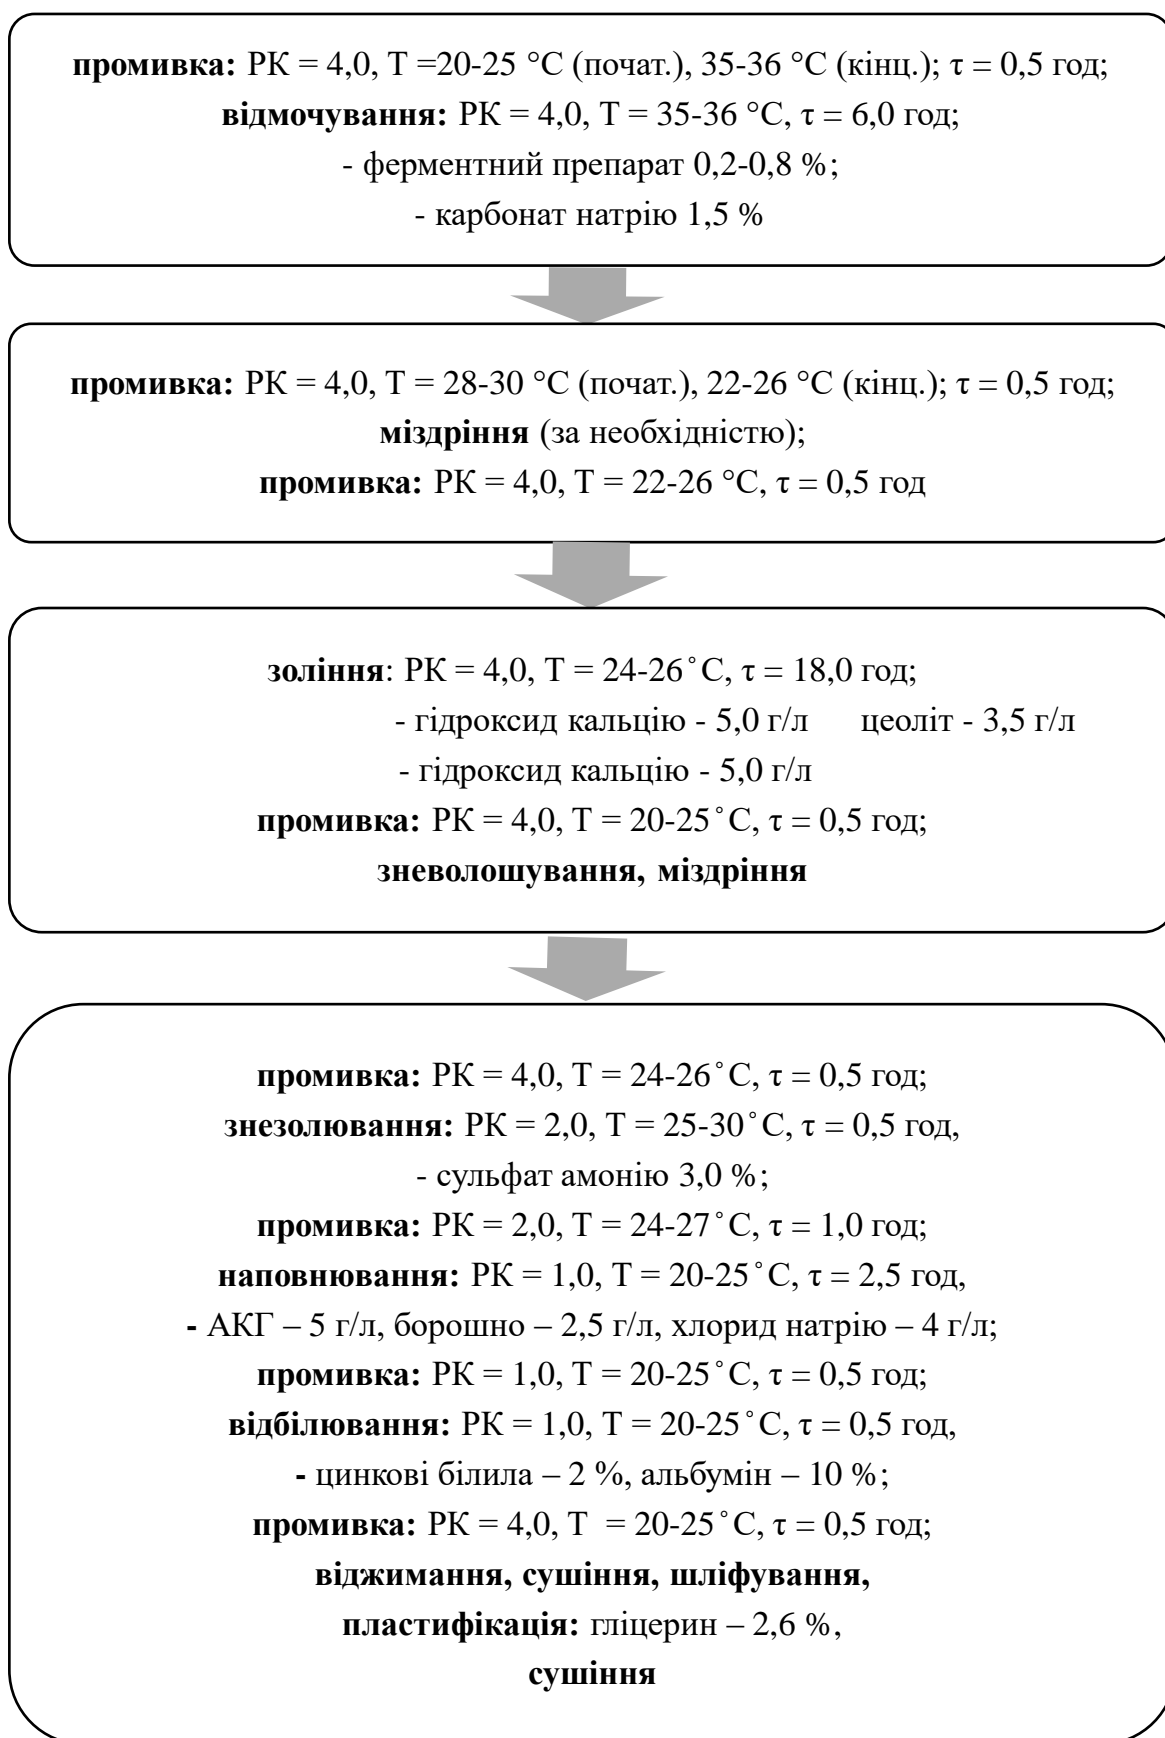 промивка: РК = 4,0, Т =20-25 °С (почат.), 35-36 °С (кінц.); τ = 0,5 год;
відмочування: РК = 4,0, Т = 35-36 °С, τ = 6,0 год;
- ферментний препарат 0,2-0,8 %;
- карбонат натрію 1,5 %
промивка: РК = 4,0, Т = 28-30 °С (почат.), 22-26 °С (кінц.); τ = 0,5 год;
міздріння (за необхідністю);
промивка: РК = 4,0, Т = 22-26 °С, τ = 0,5 год
зоління: РК = 4,0, Т = 24-26˚С, τ = 18,0 год;
- гідроксид кальцію - 5,0 г/л цеоліт - 3,5 г/л
- гідроксид кальцію - 5,0 г/л
промивка: РК = 4,0, Т = 20-25˚С, τ = 0,5 год;
зневолошування, міздріння
промивка: РК = 4,0, Т = 24-26˚С, τ = 0,5 год;
знезолювання: РК = 2,0, Т = 25-30˚С, τ = 0,5 год,
- сульфат амонію 3,0 %;
промивка: РК = 2,0, Т = 24-27˚С, τ = 1,0 год;
наповнювання: РК = 1,0, Т = 20-25˚С, τ = 2,5 год,
- АКГ – 5 г/л, борошно – 2,5 г/л, хлорид натрію – 4 г/л;
промивка: РК = 1,0, Т = 20-25˚С, τ = 0,5 год;
відбілювання: РК = 1,0, Т = 20-25˚С, τ = 0,5 год,
- цинкові білила – 2 %, альбумін – 10 %;
промивка: РК = 4,0, Т = 20-25˚С, τ = 0,5 год;
віджимання, сушіння, шліфування,
пластифікація: гліцерин – 2,6 %,
сушіння